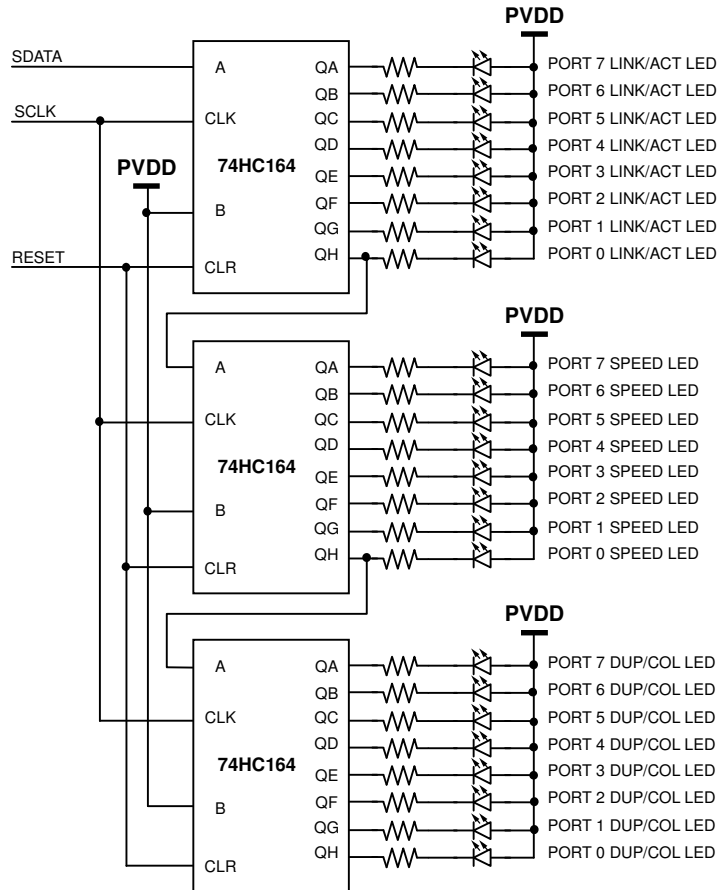 PVDD
SDATA A QA PORT 7 LINK/ACT LED
QB PORT 6 LINK/ACT LED
SCLK CLK QC PORT 5 LINK/ACT LED
QD PORT 4 LINK/ACT LED
PVDD 74HC164 QE PORT 3 LINK/ACT LED
QF PORT 2 LINK/ACT LED
B QG PORT 1 LINK/ACT LED
RESET CLR QH PORT 0 LINK/ACT LED
PVDD
A QA PORT 7 SPEED LED
QB PORT 6 SPEED LED
CLK QC PORT 5 SPEED LED
QD PORT 4 SPEED LED
74HC164 QE PORT 3 SPEED LED
B QF PORT 2 SPEED LED
QG PORT 1 SPEED LED
CLR QH PORT 0 SPEED LED
PVDD
A QA PORT 7 DUP/COL LED
QB PORT 6 DUP/COL LED
CLK QC PORT 5 DUP/COL LED
QD PORT 4 DUP/COL LED
74HC164 QE PORT 3 DUP/COL LED
B QF PORT 2 DUP/COL LED
QG PORT 1 DUP/COL LED
CLR QH PORT 0 DUP/COL LED